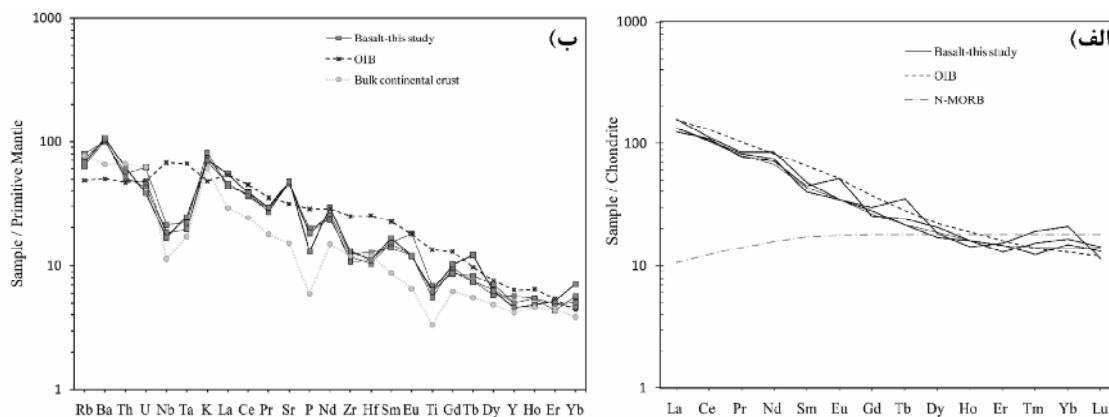 ب)
1000
100
10
1
Sample / Primitive Mantle
Basalt-this study
OIB
Bulk continental crust
Rb Ba Th U Nb Ta K La Ce Pr Sr P Nd Zr Hf Sm Eu Ti Gd Tb Dy Y Ho Er Yb
الف)
1000
100
10
1
Sample / Chondrite
Basalt-this study
OIB
N-MORB
La Ce Pr Nd Sm Eu Gd Tb Dy Ho Er Tm Yb Lu